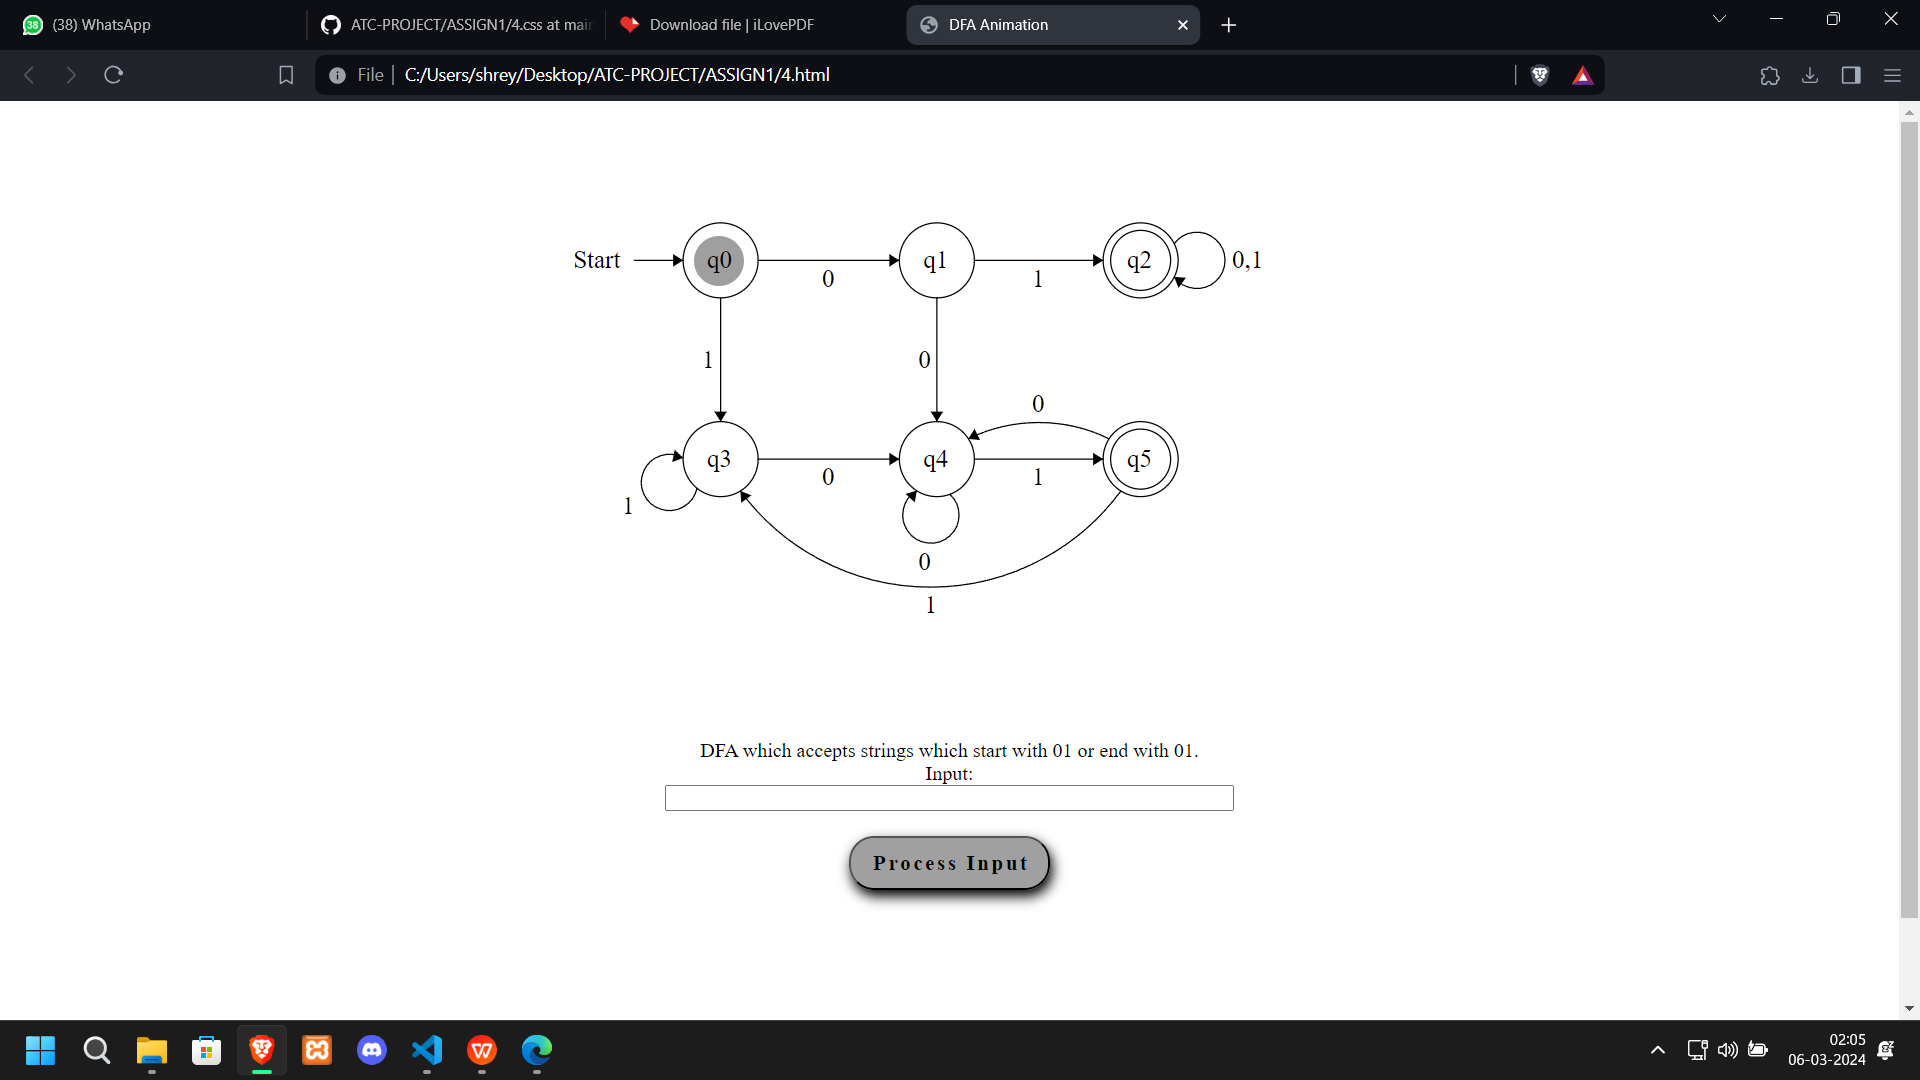 (38) WhatsApp
ATC-PROJECT/ASSIGN1/4.css at main
Download file | iLovePDF
DFA Animation
File
C:/Users/shrey/Desktop/ATC-PROJECT/ASSIGN1/4.html
Start
q0
0
q1
1
q2
0,1
1
0
0
q3
0
q4
1
q5
1
0
1
DFA which accepts strings which start with 01 or end with 01.
Input:
Process Input
02:05
06-03-2024